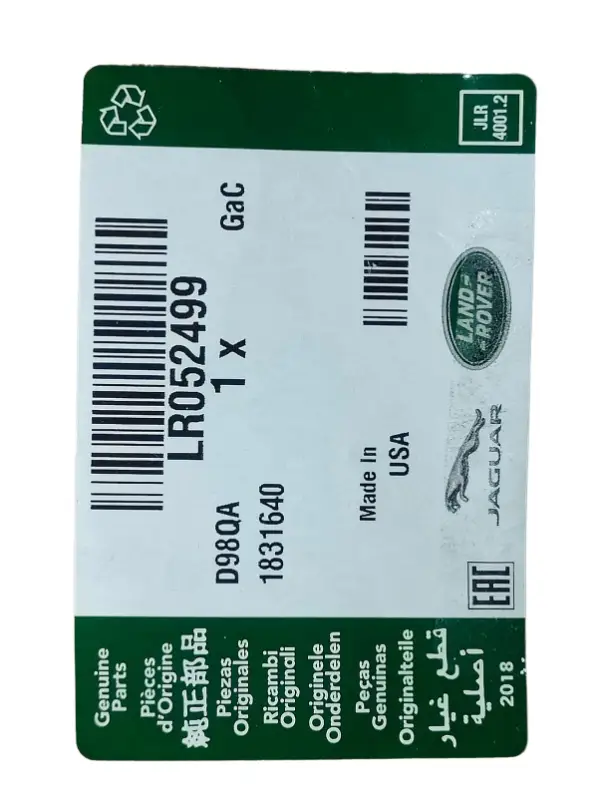 JLR
4001.2
LR052499
1 x
GaC
D98QA
1831640
Made In
USA
LAND-
-ROVER
JAGUAR
EAC
Genuine
Parts
Pièces
d'Origine
純正部品
Piezas
Originales
Ricambi
Originali
Originele
Onderdelen
Peças
Genuinas
Originalteile
قطع غيار
أصلية
2018